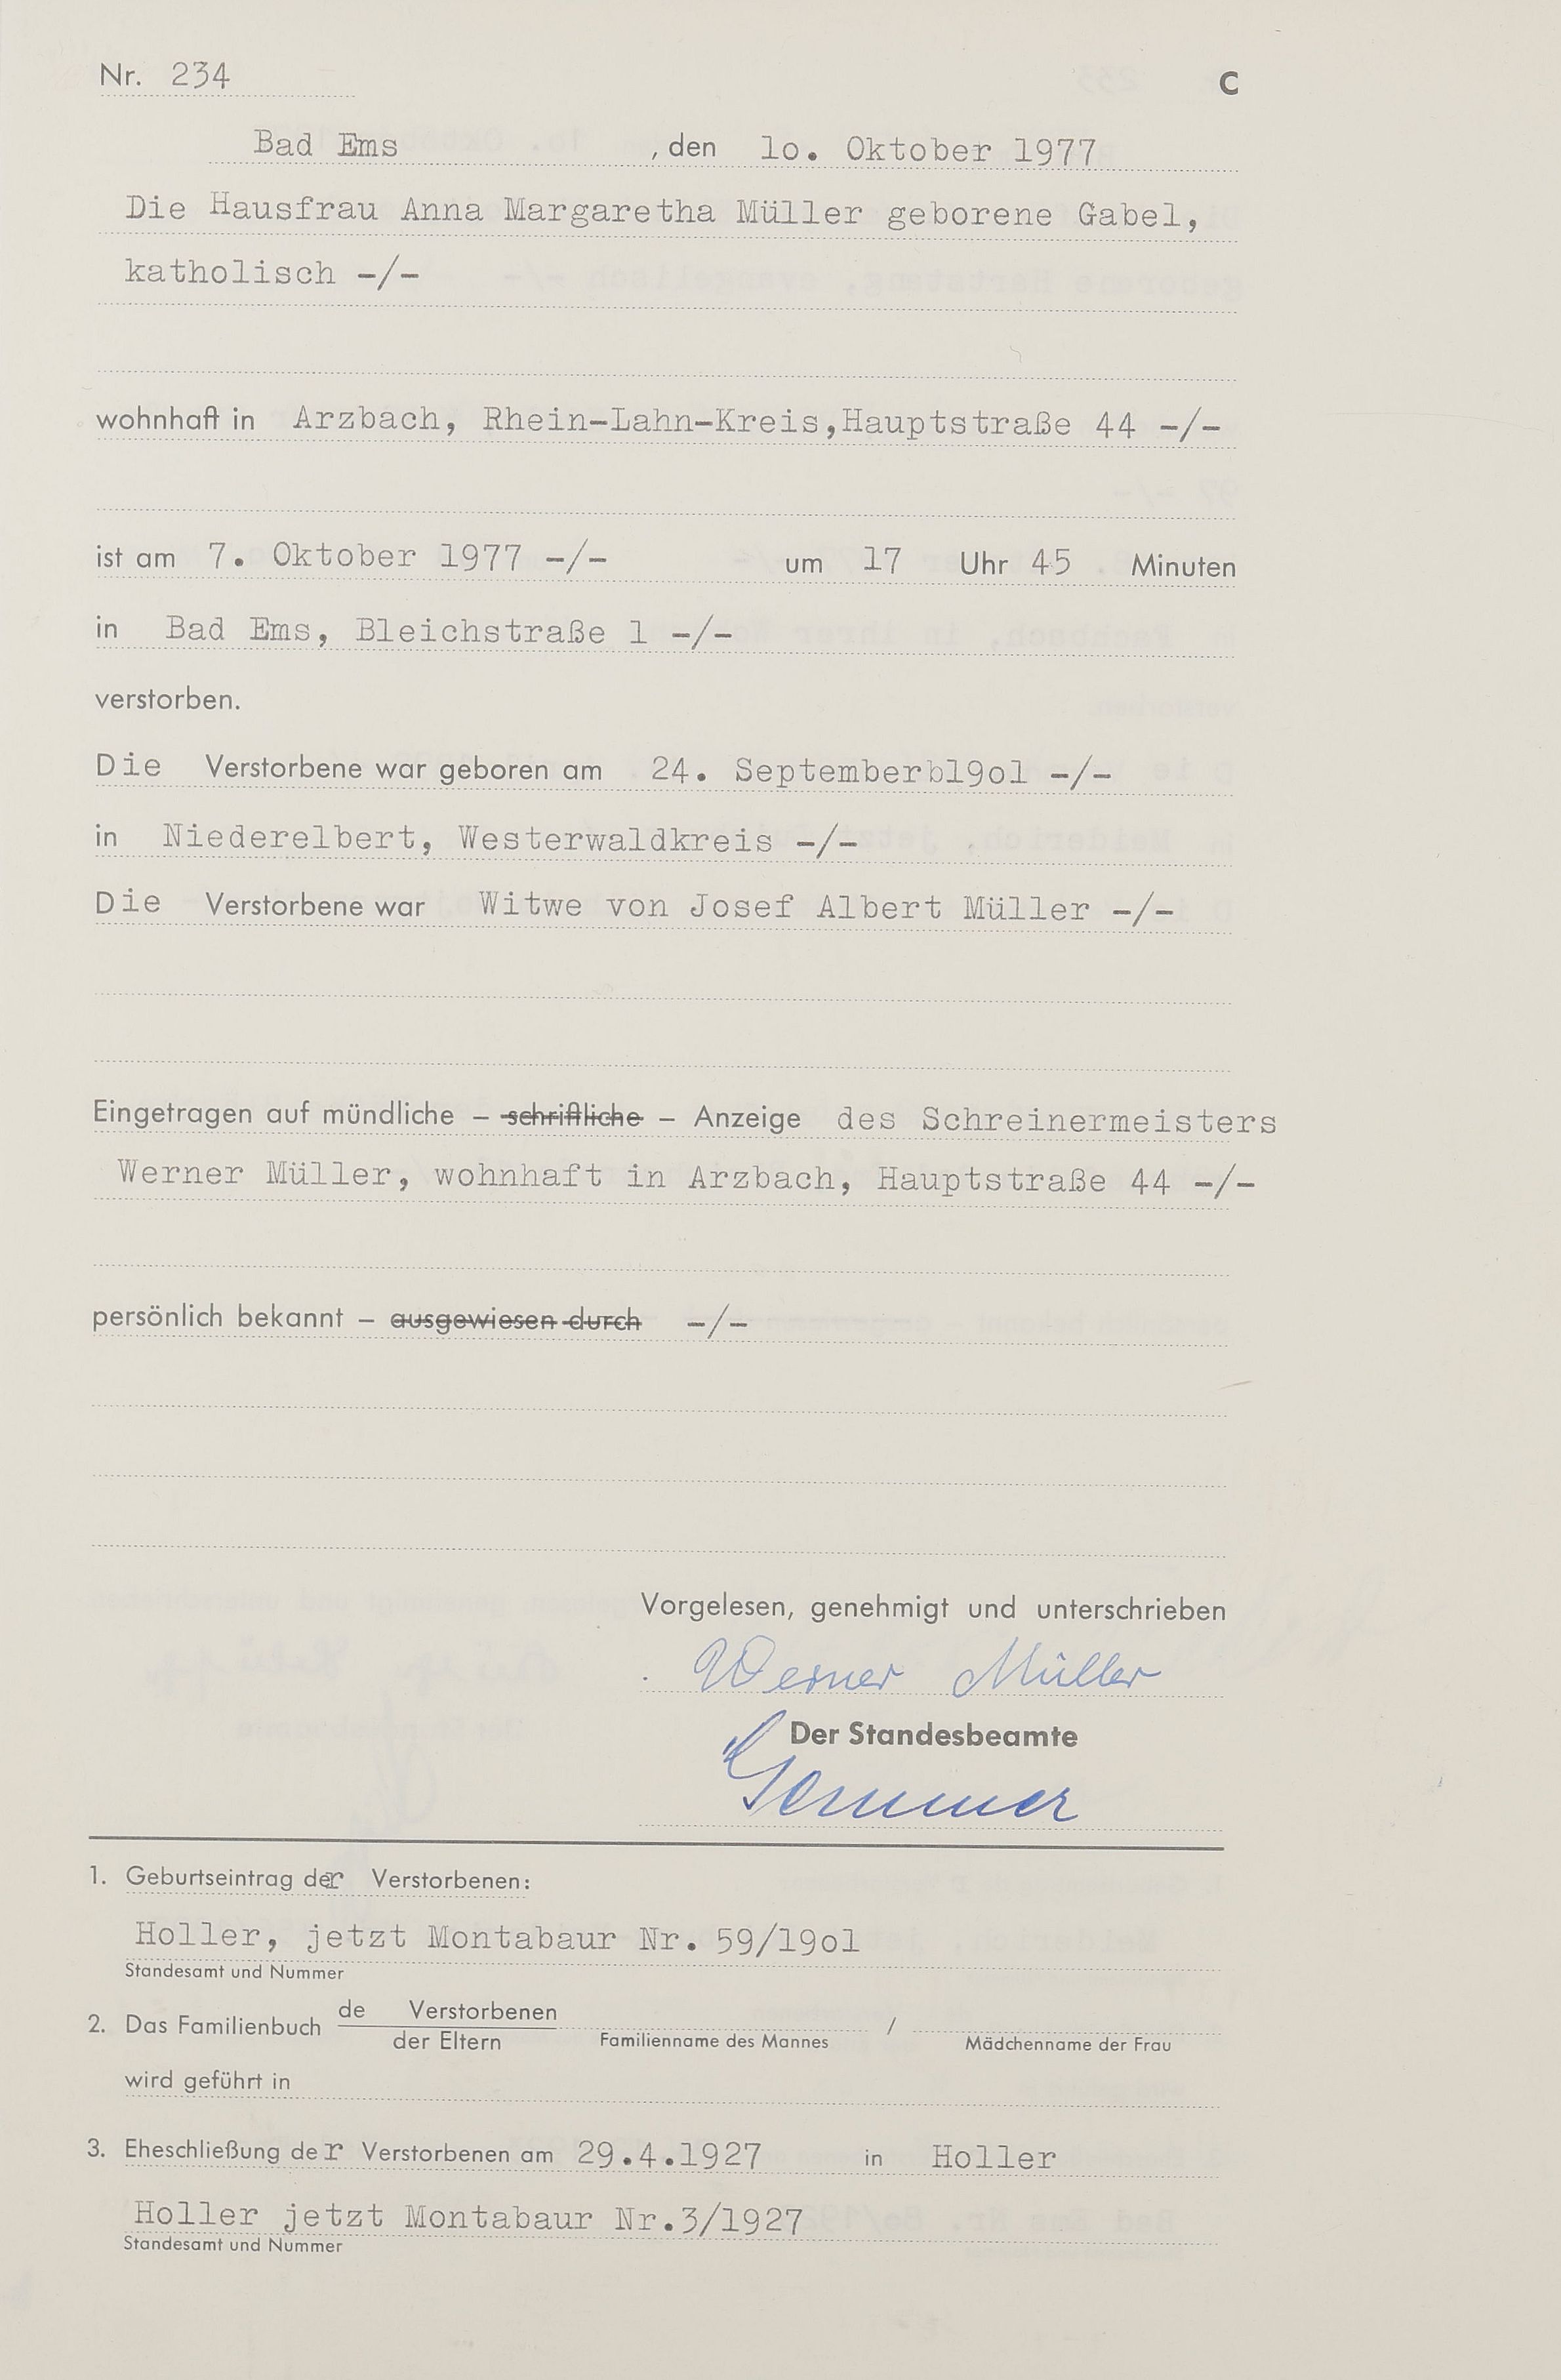 Nr. 234 C
Bad Ems , den 1o. Oktober 1977
Die Hausfrau Anna Margaretha Müller geborene Gabel,
katholisch -/-
wohnhaft in Arzbach, Rhein-Lahn-Kreis,Hauptstraße 44 -/-
ist am 7. Oktober 1977 -/- um 17 Uhr 45 Minuten
in Bad Ems, Bleichstraße 1 -/-
verstorben.
Die Verstorbene war geboren am 24. Septemberb19o1 -/-
in Niederelbert, Westerwaldkreis -/-
Die Verstorbene war Witwe von Josef Albert Müller -/-
Eingetragen auf mündliche – schriftliche – Anzeige des Schreinermeisters
Werner Müller, wohnhaft in Arzbach, Hauptstraße 44 -/-
persönlich bekannt – ausgewiesen durch -/-
Vorgelesen, genehmigt und unterschrieben
Werner Müller
Der Standesbeamte
1. Geburtseintrag der Verstorbenen:
Holler, jetzt Montabaur Nr. 59/19o1
Standesamt und Nummer
2. Das Familienbuch de Verstorbenen /
der Eltern Familienname des Mannes Mädchenname der Frau
wird geführt in
3. Eheschließung der Verstorbenen am 29.4.1927 in Holler
Holler jetzt Montabaur Nr.3/1927
Standesamt und Nummer